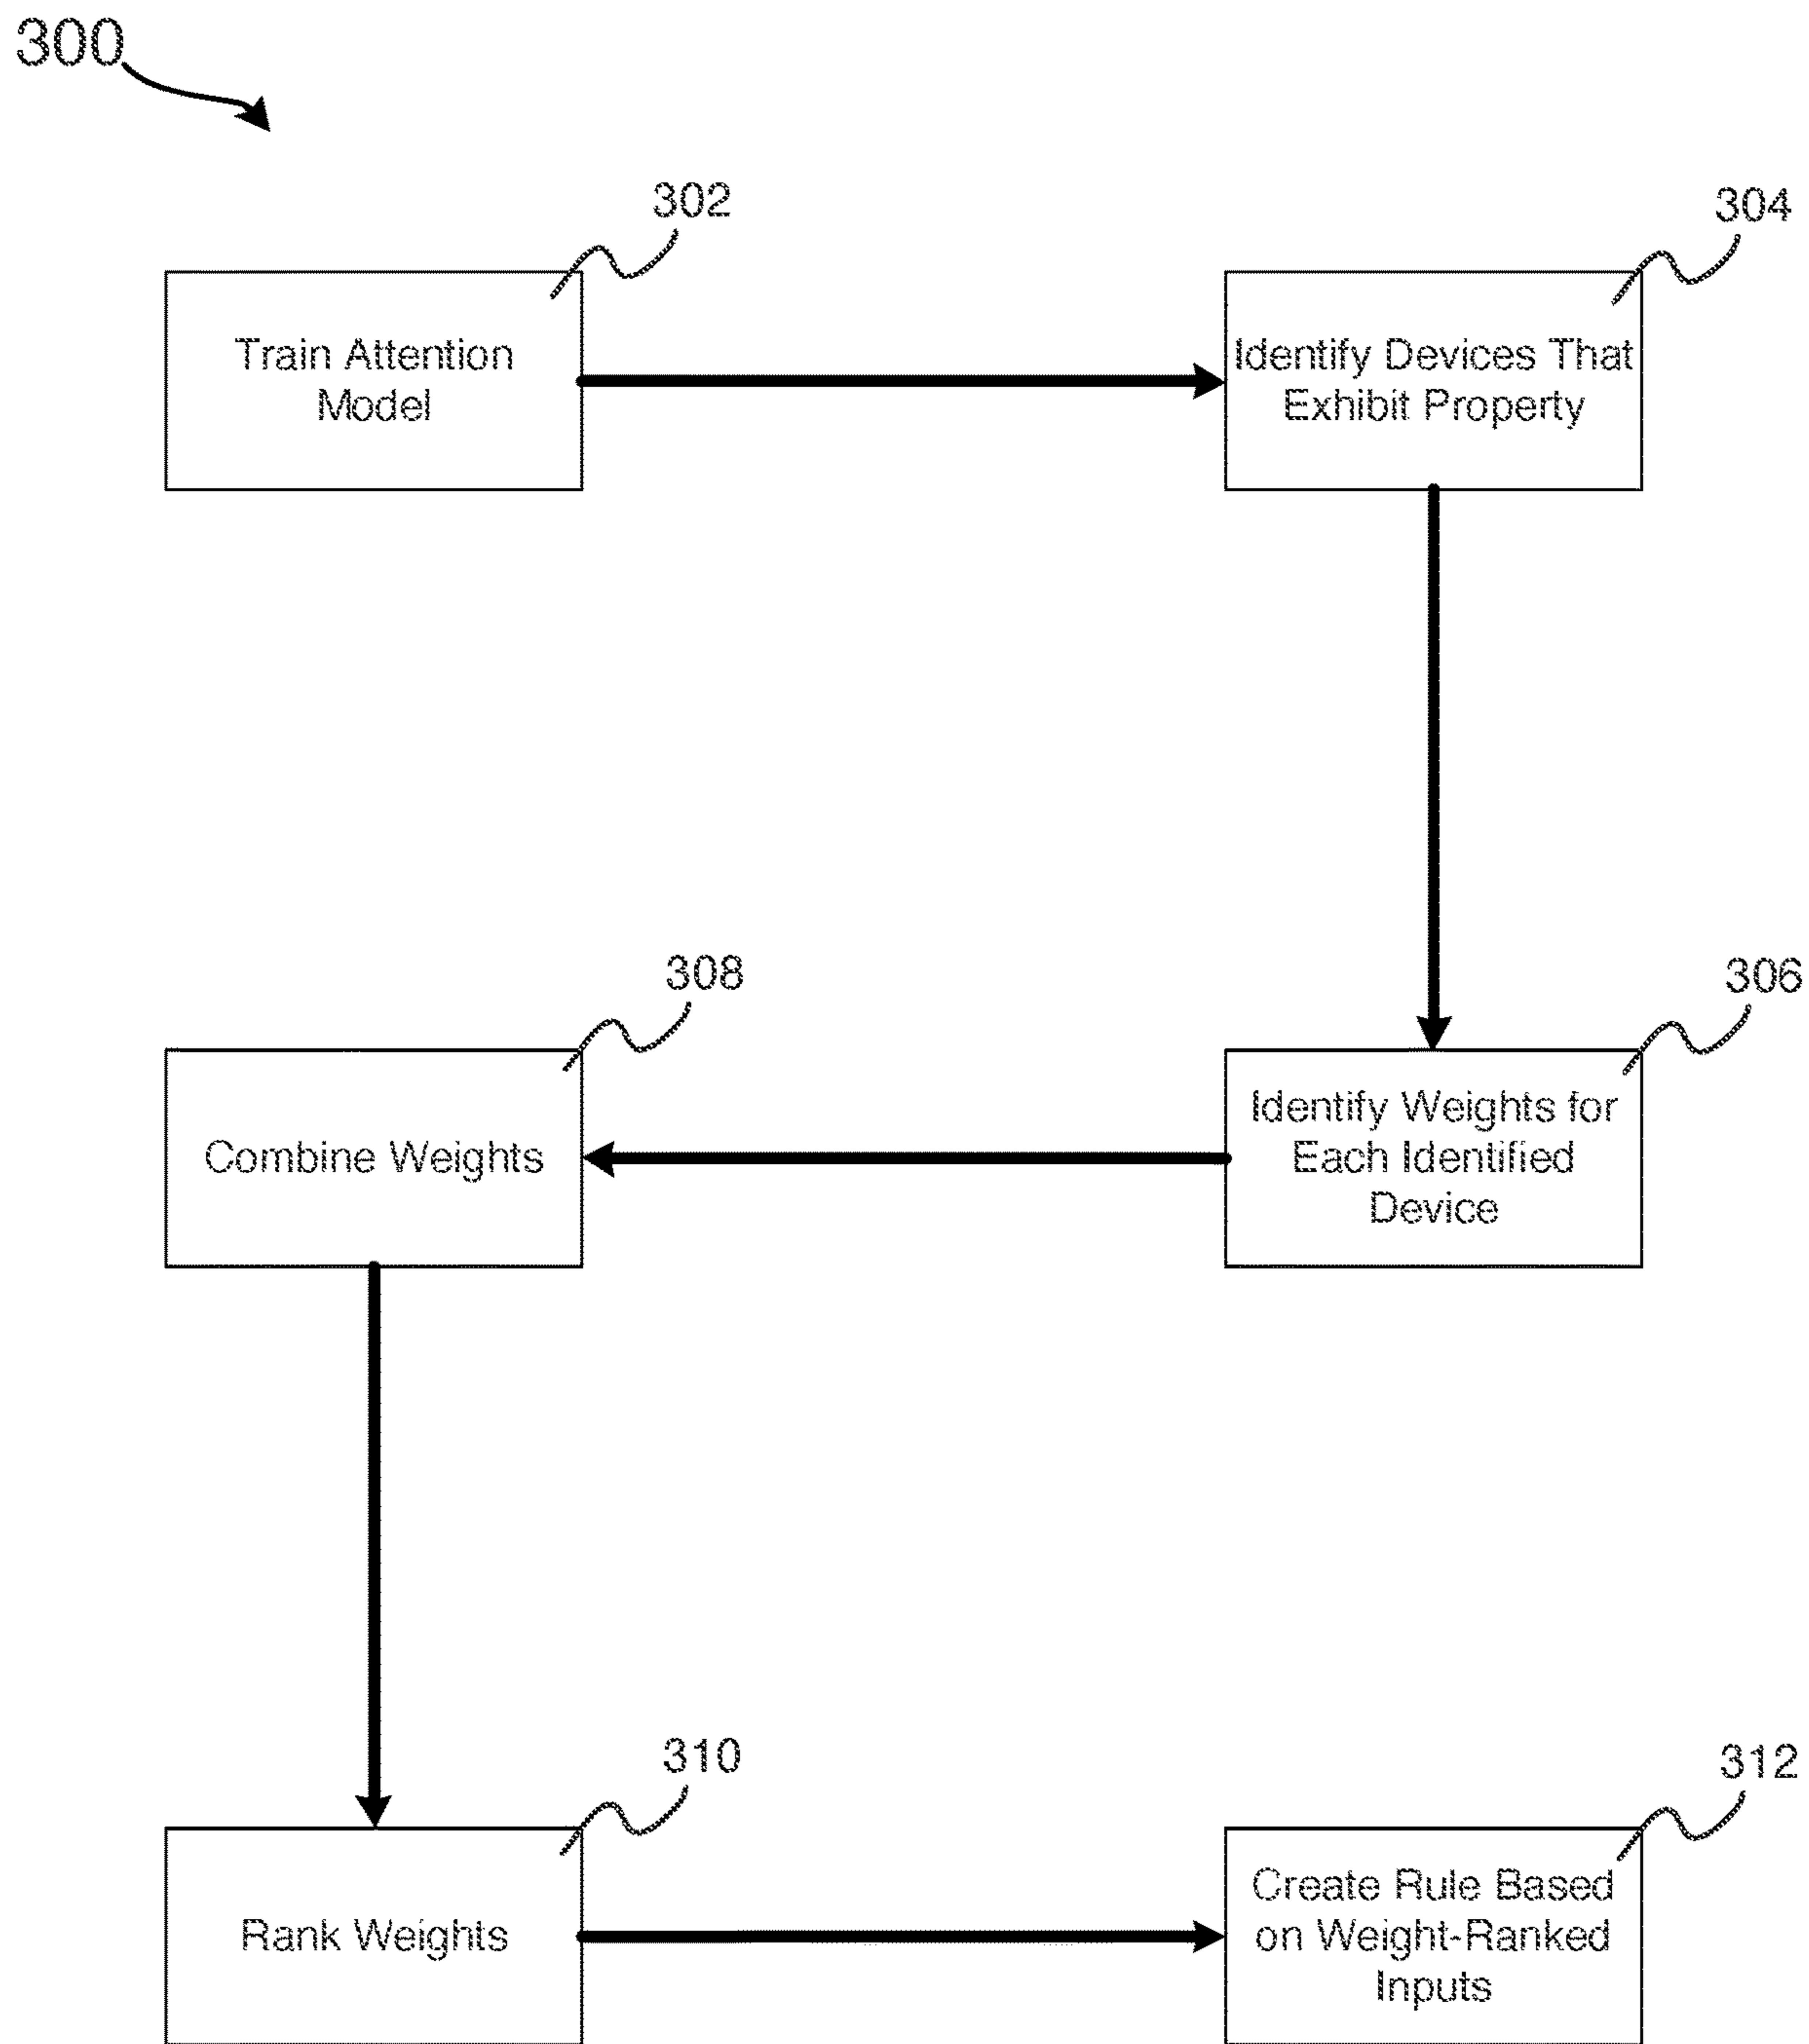 300
302
Train Attention
Model
304
Identify Devices That
Exhibit Property
306
Identify Weights for
Each Identified
Device
308
Combine Weights
310
Rank Weights
312
Create Rule Based
on Weight-Ranked
Inputs